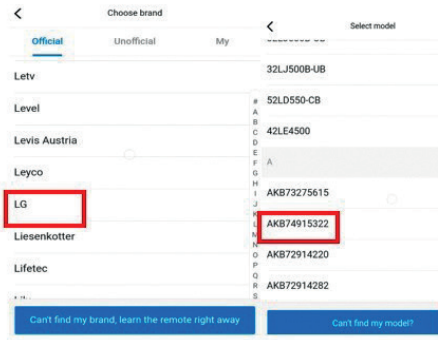 Choose brand
Official Unofficial My
Letv
Level
Levis Austria
Leyco
LG
Liesenkotter
Lifetec
#
A
B
C
D
E
F
G
H
I
J
K
L
M
N
O
P
Q
R
S
Can't find my brand, learn the remote right away
Select model
32LJ500B-UB
52LD550-CB
42LE4500
A
AKB73275615
AKB74915322
AKB72914220
AKB72914282
Can't find my model?